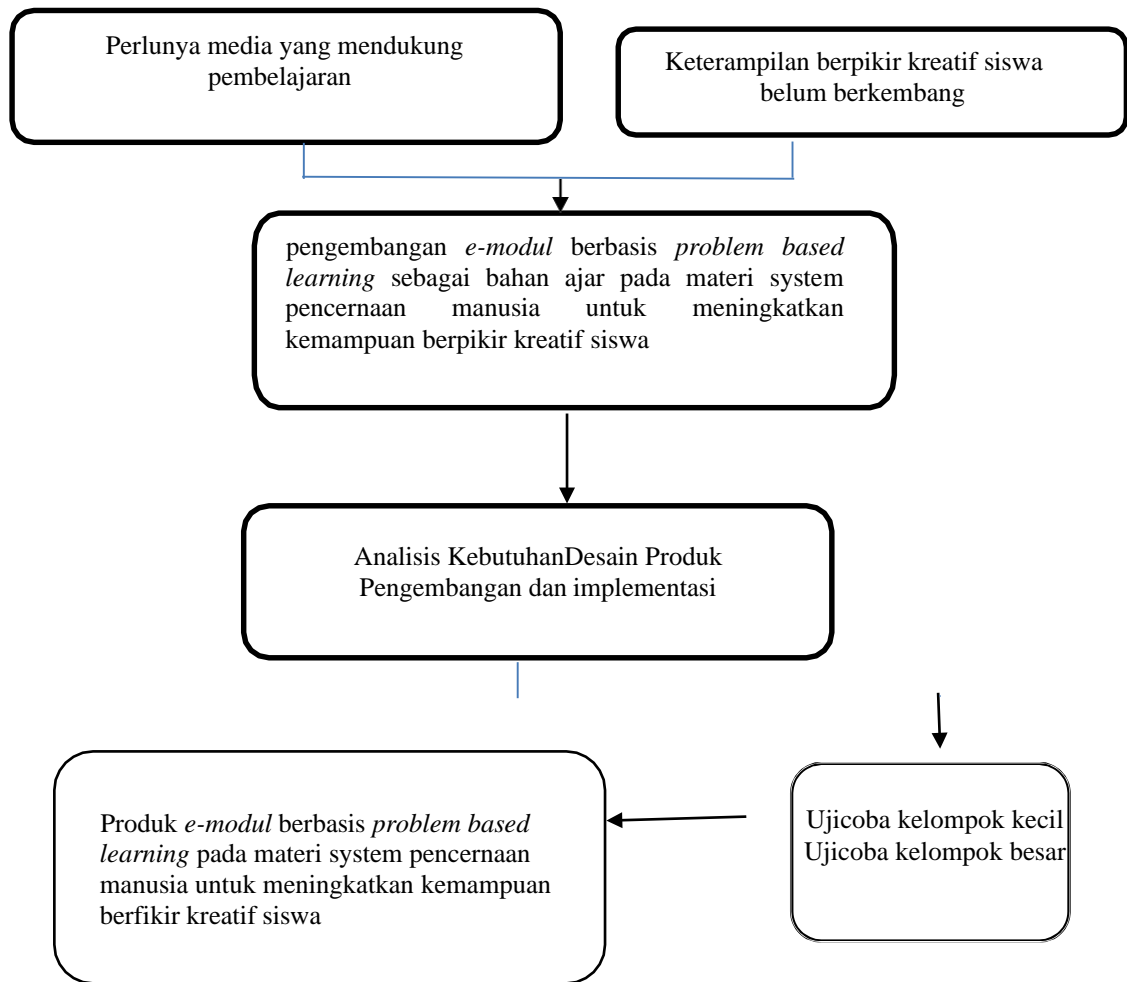 Perlunya media yang mendukung
pembelajaran
Keterampilan berpikir kreatif siswa
belum berkembang
pengembangan e-modul berbasis problem based
learning sebagai bahan ajar pada materi system
pencernaan manusia untuk meningkatkan
kemampuan berpikir kreatif siswa
Analisis KebutuhanDesain Produk
Pengembangan dan implementasi
Produk e-modul berbasis problem based
learning pada materi system pencernaan
manusia untuk meningkatkan kemampuan
berfikir kreatif siswa
Ujicoba kelompok kecil
Ujicoba kelompok besar